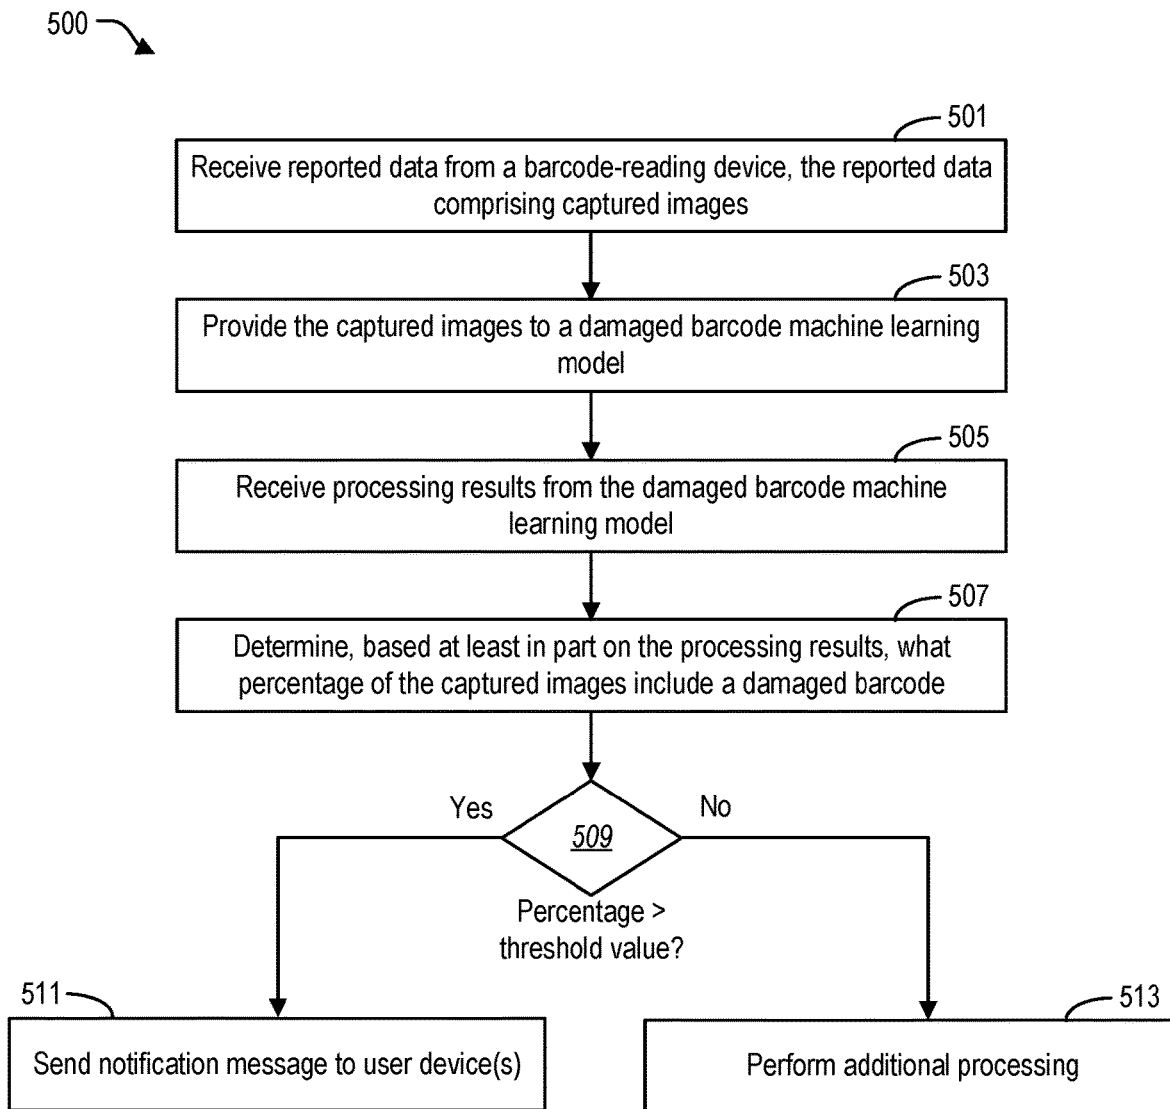 500
501
Receive reported data from a barcode-reading device, the reported data
comprising captured images
503
Provide the captured images to a damaged barcode machine learning
model
505
Receive processing results from the damaged barcode machine
learning model
507
Determine, based at least in part on the processing results, what
percentage of the captured images include a damaged barcode
Yes
No
509
Percentage >
threshold value?
511
513
Send notification message to user device(s)
Perform additional processing